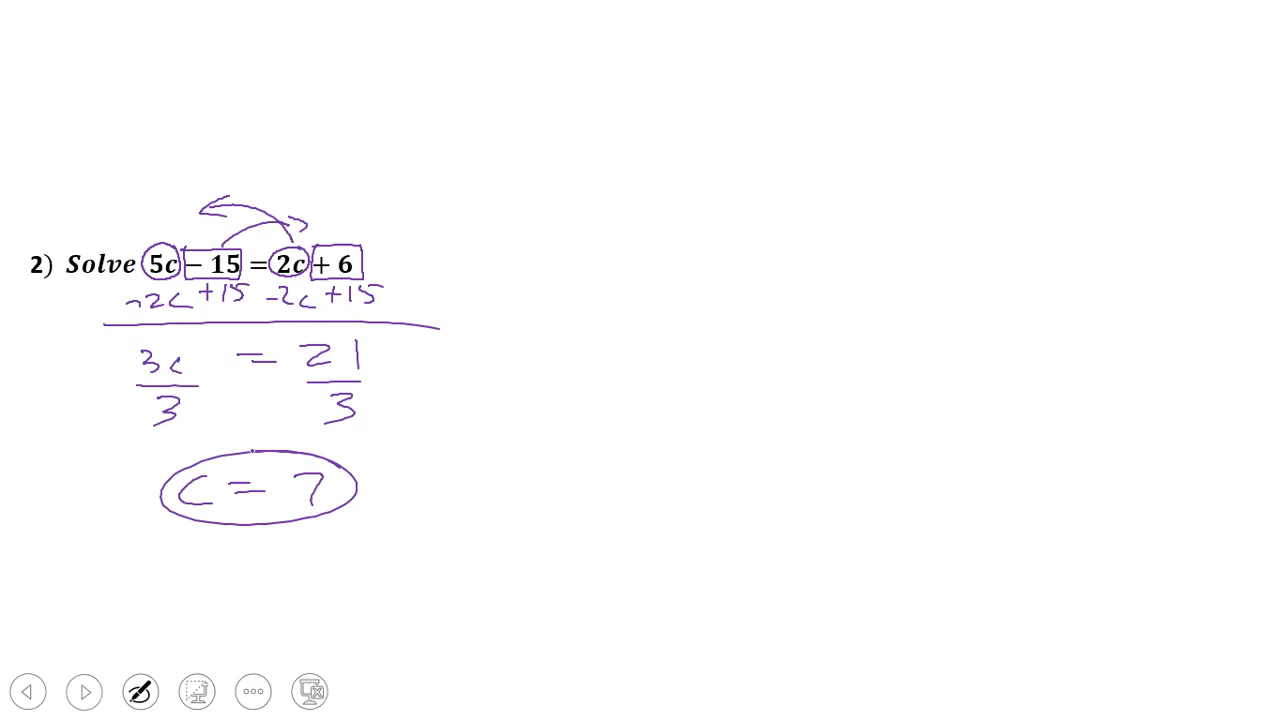 2) Solve 5c − 15 = 2c + 6
-2c +15 -2c +15
3c = 21
3 3
c = 7